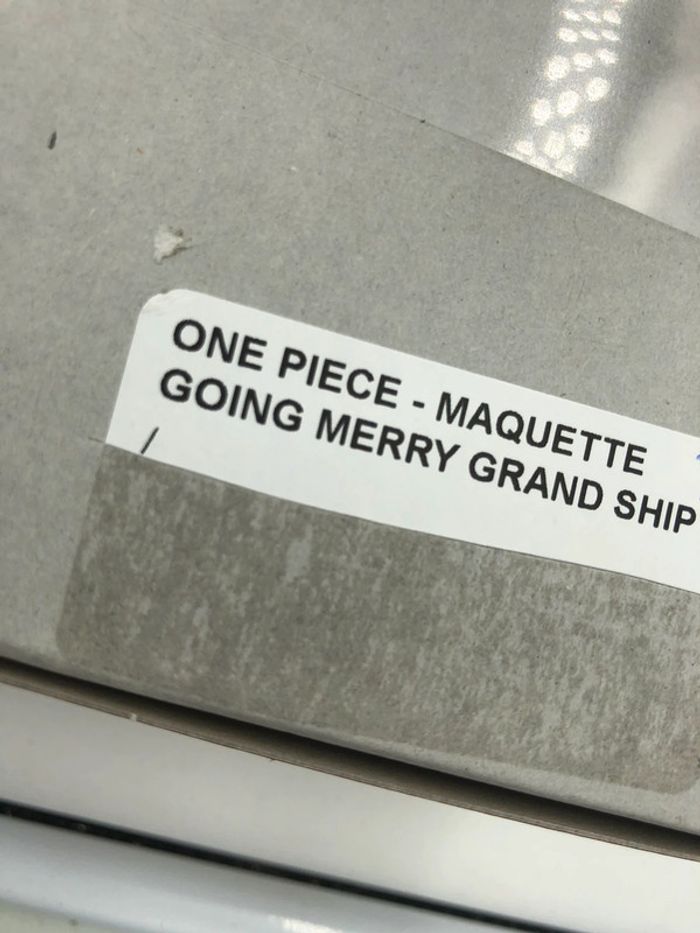 ONE PIECE - MAQUETTE
GOING MERRY GRAND SHIP